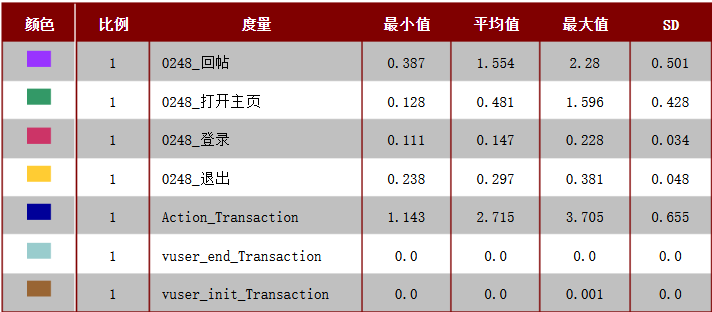 颜色 比例 度量 最小值 平均值 最大值 SD
1 0248_回帖 0.387 1.554 2.28 0.501
1 0248_打开主页 0.128 0.481 1.596 0.428
1 0248_登录 0.111 0.147 0.228 0.034
1 0248_退出 0.238 0.297 0.381 0.048
1 Action_Transaction 1.143 2.715 3.705 0.655
1 vuser_end_Transaction 0.0 0.0 0.0 0.0
1 vuser_init_Transaction 0.0 0.0 0.001 0.0